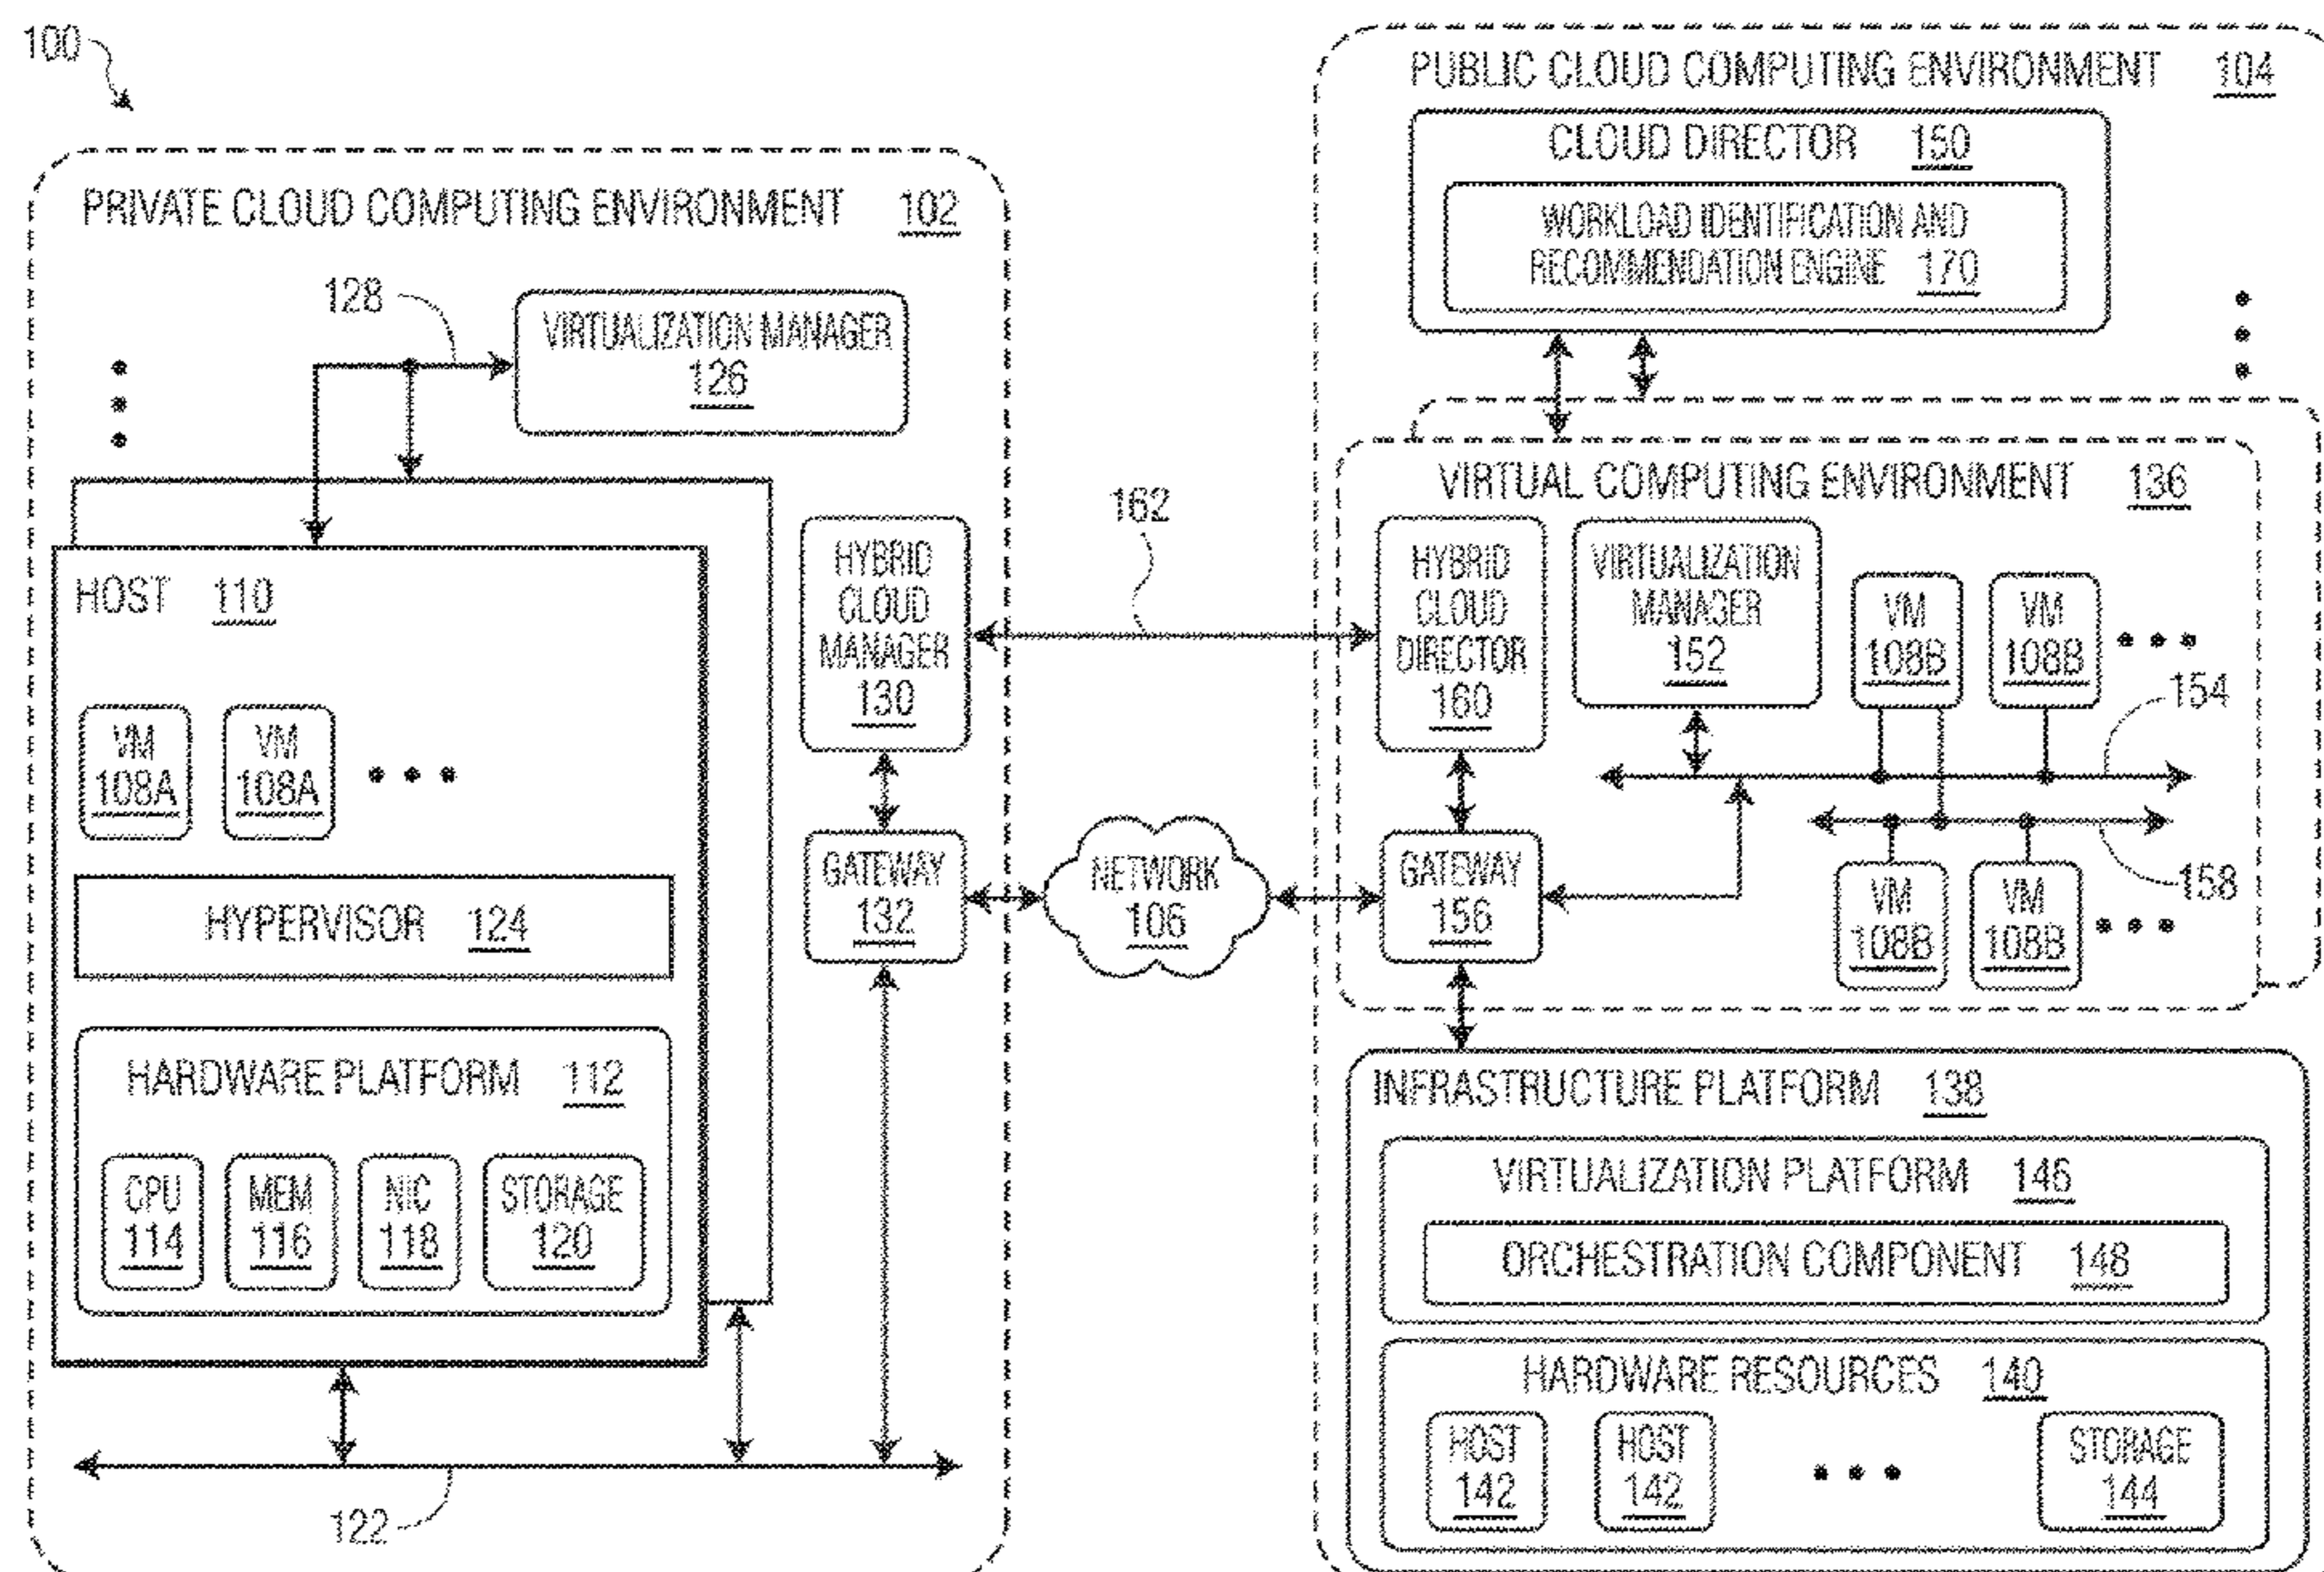 100
PRIVATE CLOUD COMPUTING ENVIRONMENT 102
128
VIRTUALIZATION MANAGER
126
HOST 110
VM
108A
VM
108A
HYPERVISOR 124
HARDWARE PLATFORM 112
CPU
114
MEM
116
NIC
118
STORAGE
120
122
HYBRID
CLOUD
MANAGER
130
GATEWAY
132
162
NETWORK
106
PUBLIC CLOUD COMPUTING ENVIRONMENT 104
CLOUD DIRECTOR 150
WORKLOAD IDENTIFICATION AND
RECOMMENDATION ENGINE 170
VIRTUAL COMPUTING ENVIRONMENT 136
HYBRID
CLOUD
DIRECTOR
160
VIRTUALIZATION
MANAGER
152
VM
108B
VM
108B
154
GATEWAY
156
158
VM
108B
VM
108B
INFRASTRUCTURE PLATFORM 138
VIRTUALIZATION PLATFORM 146
ORCHESTRATION COMPONENT 148
HARDWARE RESOURCES 140
HOST
142
HOST
142
STORAGE
144